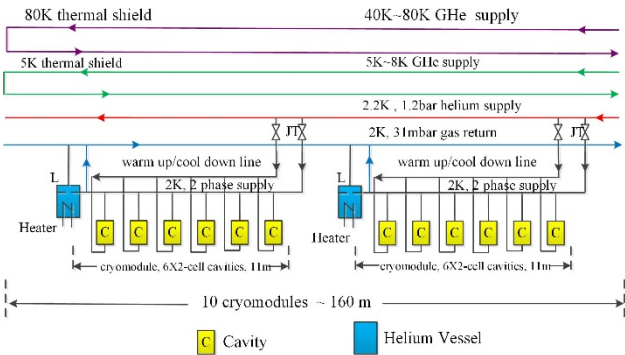 80K thermal shield 40K~80K GHe supply
5K thermal shield 5K~8K GHe supply
2.2K , 1.2bar helium supply
JT 2K, 31mbar gas return JT
warm up/cool down line warm up/cool down line
L 2K, 2 phase supply L 2K, 2 phase supply
C C C C C C C C C C C C
Heater Heater
cryomodule, 6X2-cell cavities, 11m cryomodule, 6X2-cell cavities, 11m
10 cryomodules ~ 160 m
C Cavity Helium Vessel